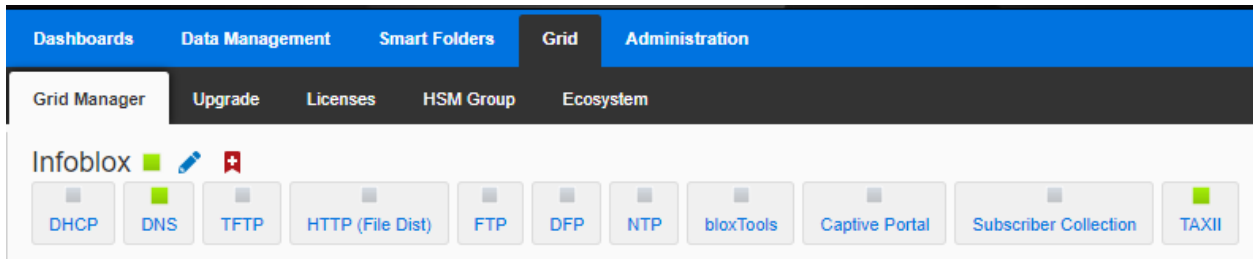 Dashboards Data Management Smart Folders Grid Administration
Grid Manager Upgrade Licenses HSM Group Ecosystem
Infoblox
DHCP DNS TFTP HTTP (File Dist) FTP DFP NTP bloxTools Captive Portal Subscriber Collection TAXII